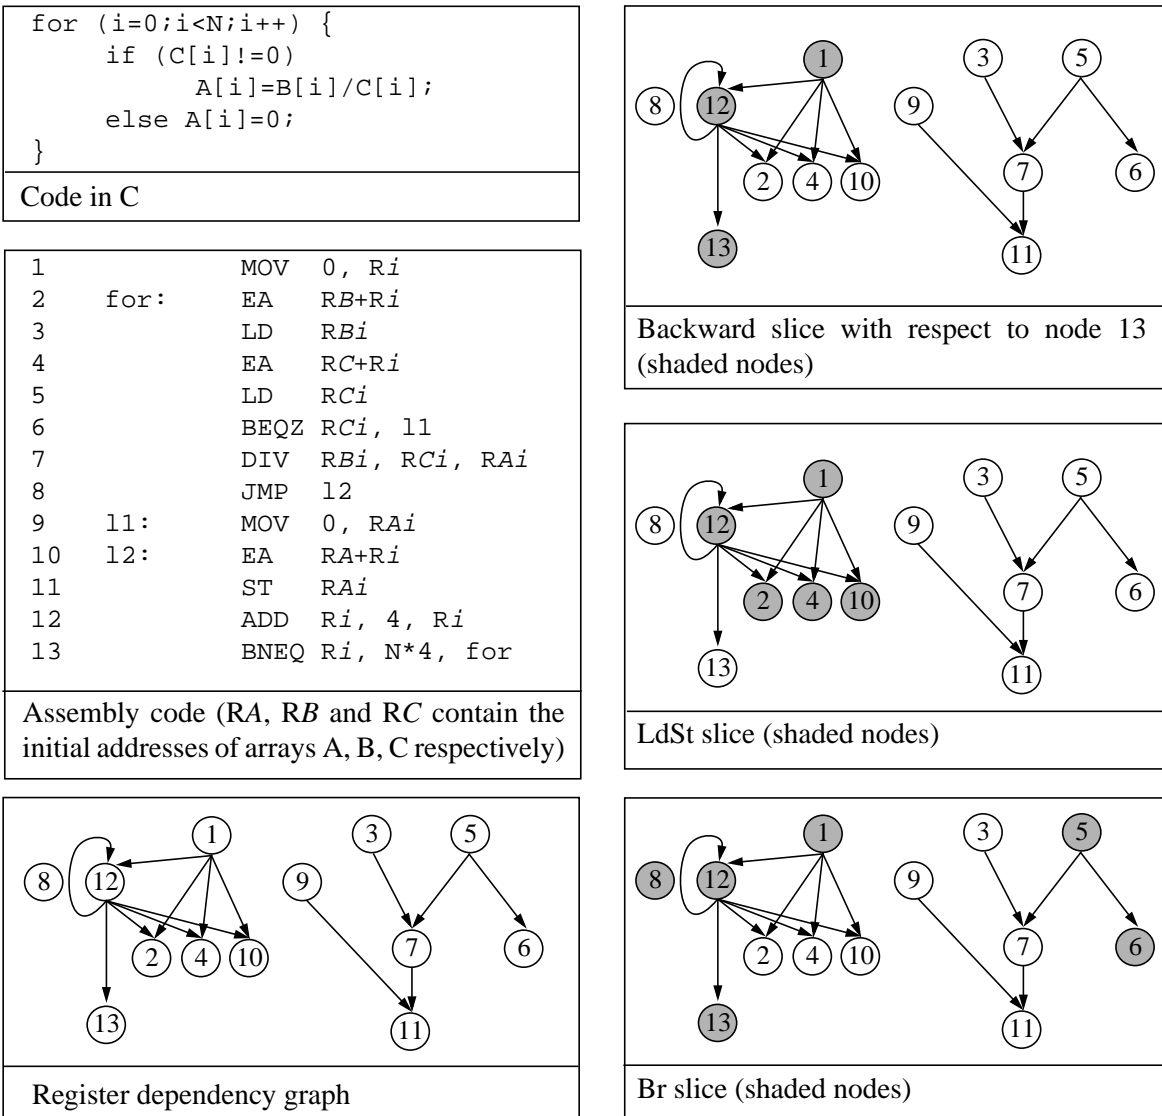 for (i=0;i<N;i++) {
if (C[i]!=0)
A[i]=B[i]/C[i];
else A[i]=0;
}
Code in C
1 MOV 0, Ri
2 for: EA RB+Ri
3 LD RBi
4 EA RC+Ri
5 LD RCi
6 BEQZ RCi, l1
7 DIV RBi, RCi, RAi
8 JMP l2
9 l1: MOV 0, RAi
10 l2: EA RA+Ri
11 ST RAi
12 ADD Ri, 4, Ri
13 BNEQ Ri, N*4, for
Assembly code (RA, RB and RC contain the
initial addresses of arrays A, B, C respectively)
1 3 5
8 12 9
2 4 10 7 6
13 11
Register dependency graph
1 3 5
8 12 9
2 4 10 7 6
13 11
Backward slice with respect to node 13
(shaded nodes)
1 3 5
8 12 9
2 4 10 7 6
13 11
LdSt slice (shaded nodes)
1 3 5
8 12 9
2 4 10 7 6
13 11
Br slice (shaded nodes)